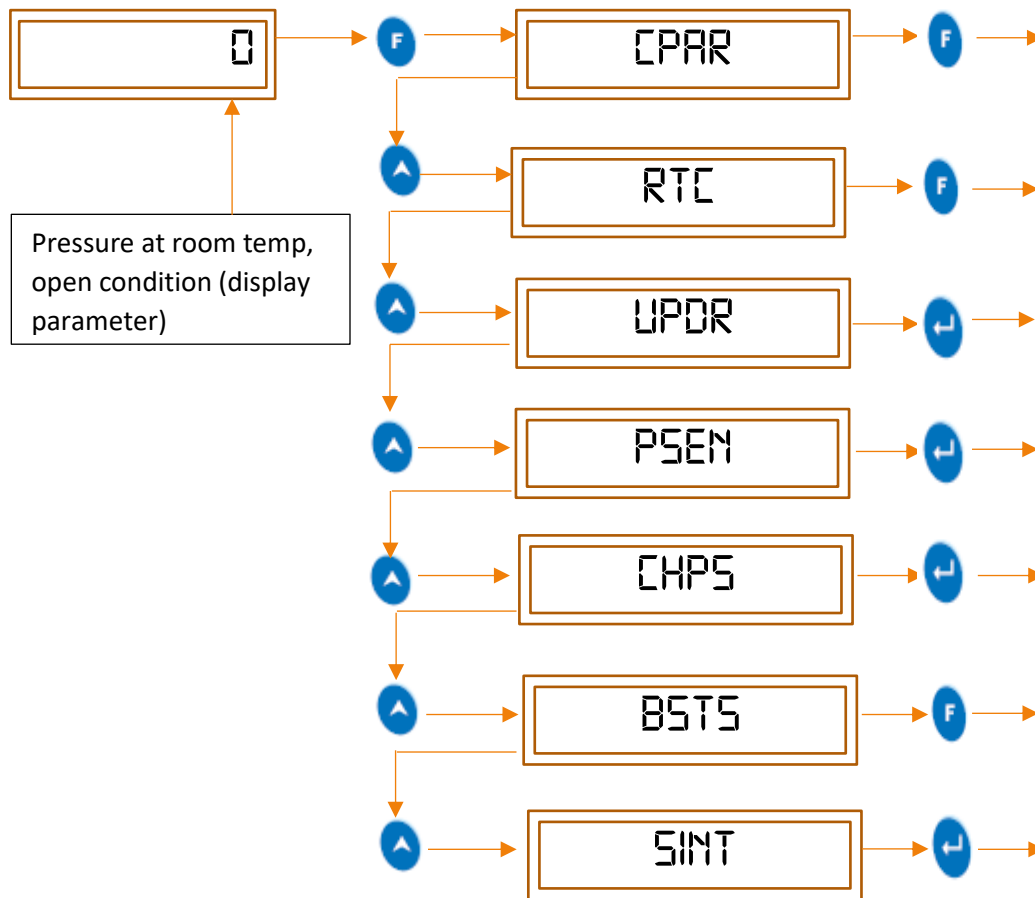 0
F
CPAR
F
RTC
F
Pressure at room temp,
open condition (display
parameter)
UPDR
PSEN
CHPS
BSTS
F
SINT